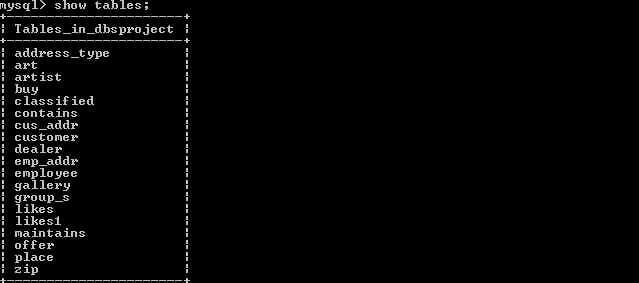 mysql> show tables;
+-----------------------+
¦ Tables_in_dbsproject ¦
+-----------------------+
¦ address_type ¦
¦ art ¦
¦ artist ¦
¦ buy ¦
¦ classified ¦
¦ contains ¦
¦ cus_addr ¦
¦ customer ¦
¦ dealer ¦
¦ emp_addr ¦
¦ employee ¦
¦ gallery ¦
¦ group_s ¦
¦ likes ¦
¦ likes1 ¦
¦ maintains ¦
¦ offer ¦
¦ place ¦
¦ zip ¦
+-----------------------+